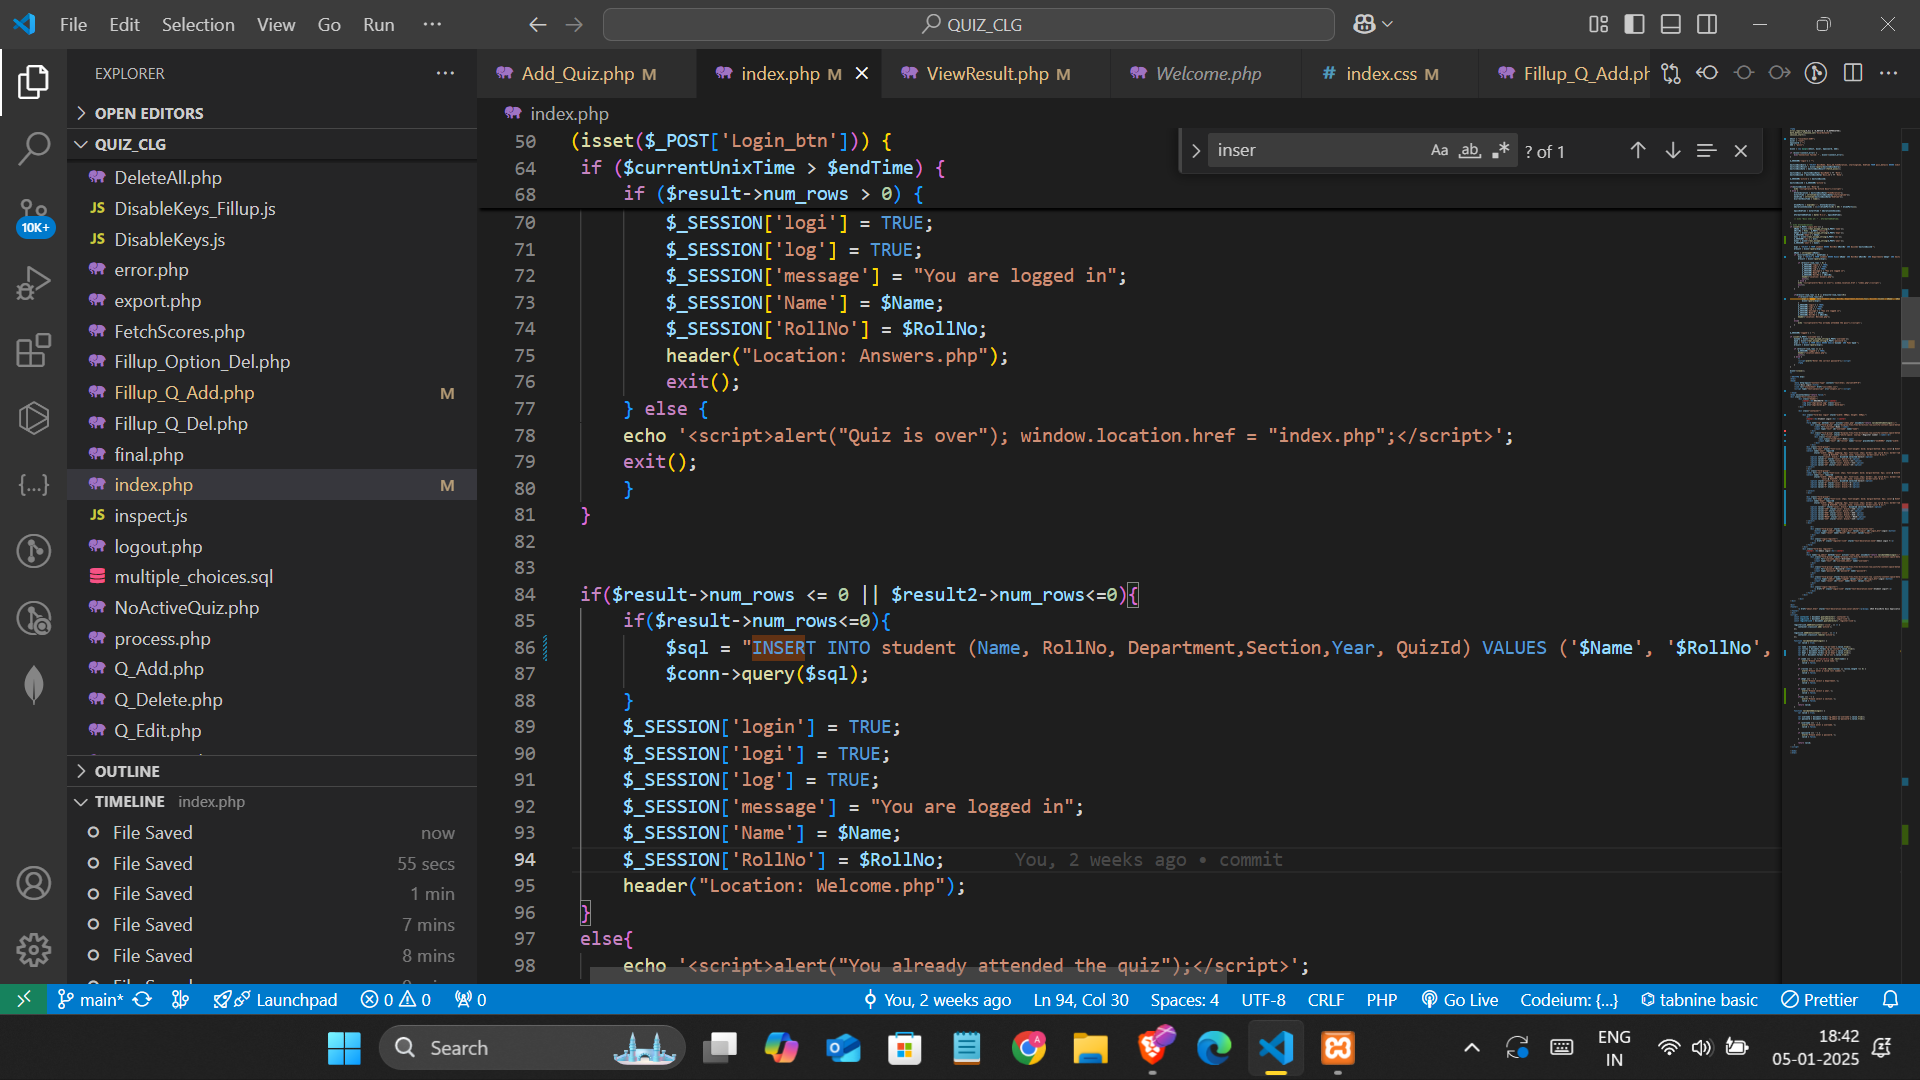 File Edit Selection View Go Run ···
QUIZ_CLG
EXPLORER
OPEN EDITORS
QUIZ_CLG
DeleteAll.php
DisableKeys_Fillup.js
DisableKeys.js
error.php
export.php
FetchScores.php
Fillup_Option_Del.php
Fillup_Q_Add.php M
Fillup_Q_Del.php
final.php
index.php M
inspect.js
logout.php
multiple_choices.sql
NoActiveQuiz.php
process.php
Q_Add.php
Q_Delete.php
Q_Edit.php
OUTLINE
TIMELINE index.php
File Saved now
File Saved 55 secs
File Saved 1 min
File Saved 7 mins
File Saved 8 mins
10K+
Add_Quiz.php M index.php M ViewResult.php M Welcome.php # index.css M Fillup_Q_Add.ph
index.php
inser Aa ab ? of 1
50 (isset($_POST['Login_btn'])) {
64 if ($currentUnixTime > $endTime) {
68 if ($result->num_rows > 0) {
70 $_SESSION['logi'] = TRUE;
71 $_SESSION['log'] = TRUE;
72 $_SESSION['message'] = "You are logged in";
73 $_SESSION['Name'] = $Name;
74 $_SESSION['RollNo'] = $RollNo;
75 header("Location: Answers.php");
76 exit();
77 } else {
78 echo '<script>alert("Quiz is over"); window.location.href = "index.php";</script>';
79 exit();
80 }
81 }
82
83
84 if($result->num_rows <= 0 || $result2->num_rows<=0){
85 if($result->num_rows<=0){
86 $sql = "INSERT INTO student (Name, RollNo, Department,Section,Year, QuizId) VALUES ('$Name', '$RollNo',
87 $conn->query($sql);
88 }
89 $_SESSION['login'] = TRUE;
90 $_SESSION['logi'] = TRUE;
91 $_SESSION['log'] = TRUE;
92 $_SESSION['message'] = "You are logged in";
93 $_SESSION['Name'] = $Name;
94 $_SESSION['RollNo'] = $RollNo; You, 2 weeks ago • commit
95 header("Location: Welcome.php");
96 }
97 else{
98 echo '<script>alert("You already attended the quiz");</script>';
main* Launchpad 0 0 0 You, 2 weeks ago Ln 94, Col 30 Spaces: 4 UTF-8 CRLF PHP Go Live Codeium: {...} tabnine basic Prettier
Search
ENG
IN
18:42
05-01-2025